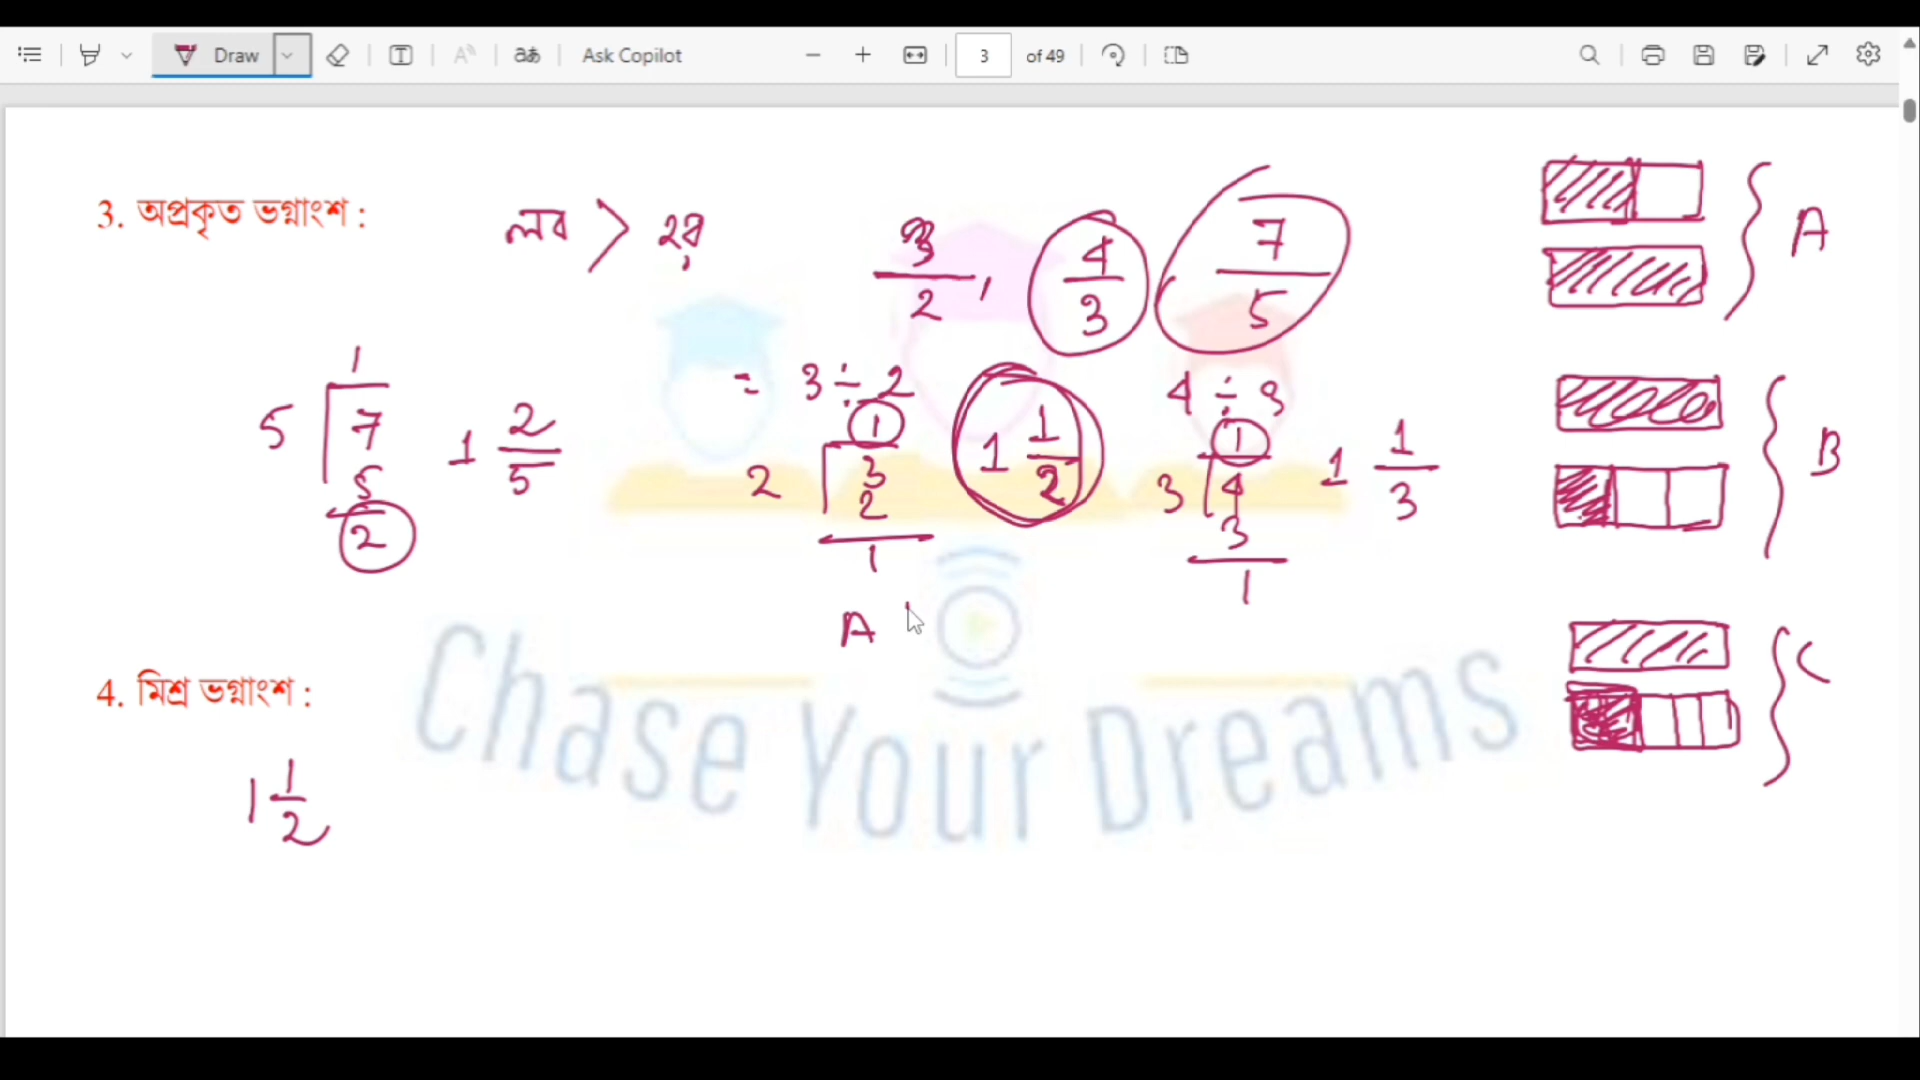 Draw Ask Copilot 3 of 49
3. অপ্রকৃত ভগ্নাংশ :
লব > হর
3/2 , 4/3 7/5
A
= 3 ÷ 2
4 ÷ 3
1
5 7
5
2
1 2/5
1
2 3
2
1
1 1/2
1
3 4
3
1
1 1/3
B
A
4. মিশ্র ভগ্নাংশ :
C
Chase Your Dreams
1 1/2